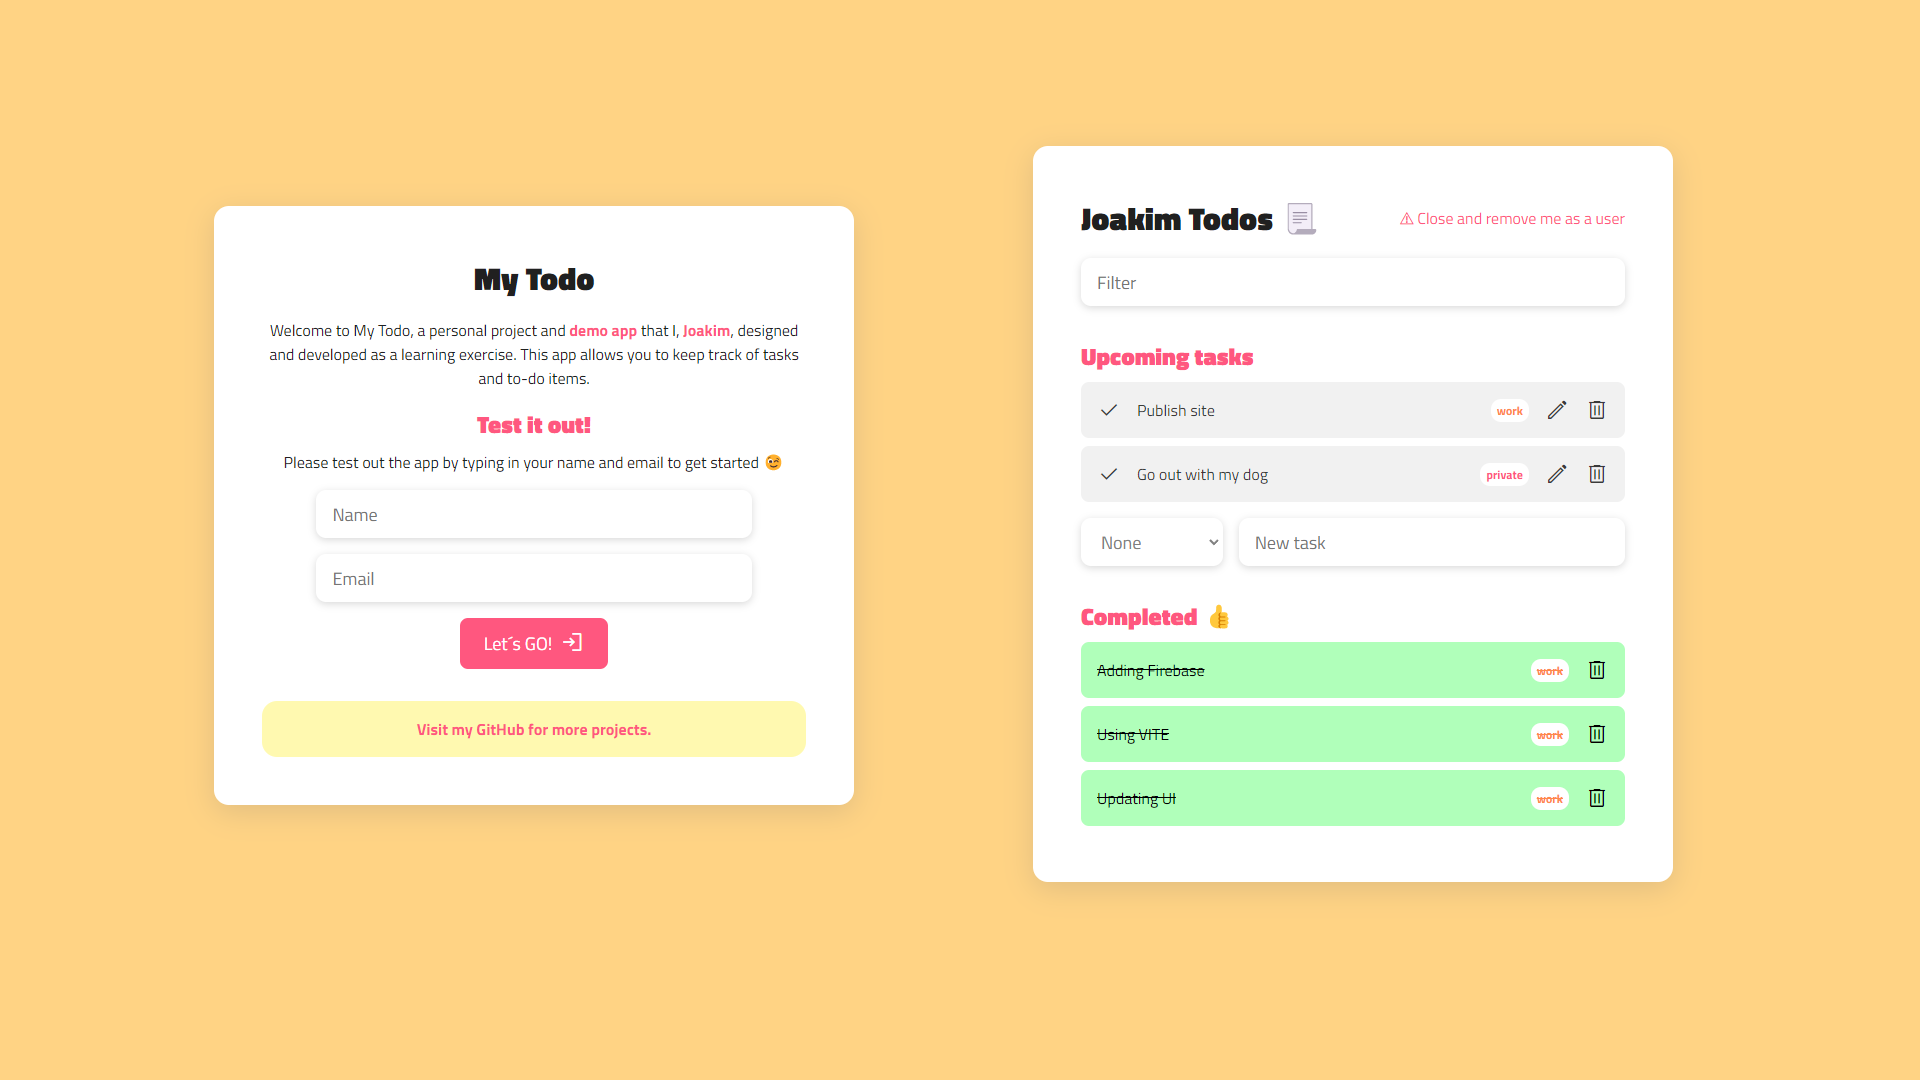 My Todo
Welcome to My Todo, a personal project and demo app that I, Joakim, designed
and developed as a learning exercise. This app allows you to keep track of tasks
and to-do items.
Test it out!
Please test out the app by typing in your name and email to get started 😉
Name
Email
Let´s GO!
Visit my GitHub for more projects.
Joakim Todos 📜
⚠ Close and remove me as a user
Filter
Upcoming tasks
Publish site work
Go out with my dog private
None New task
Completed 👍
Adding Firebase work
Using VITE work
Updating UI work